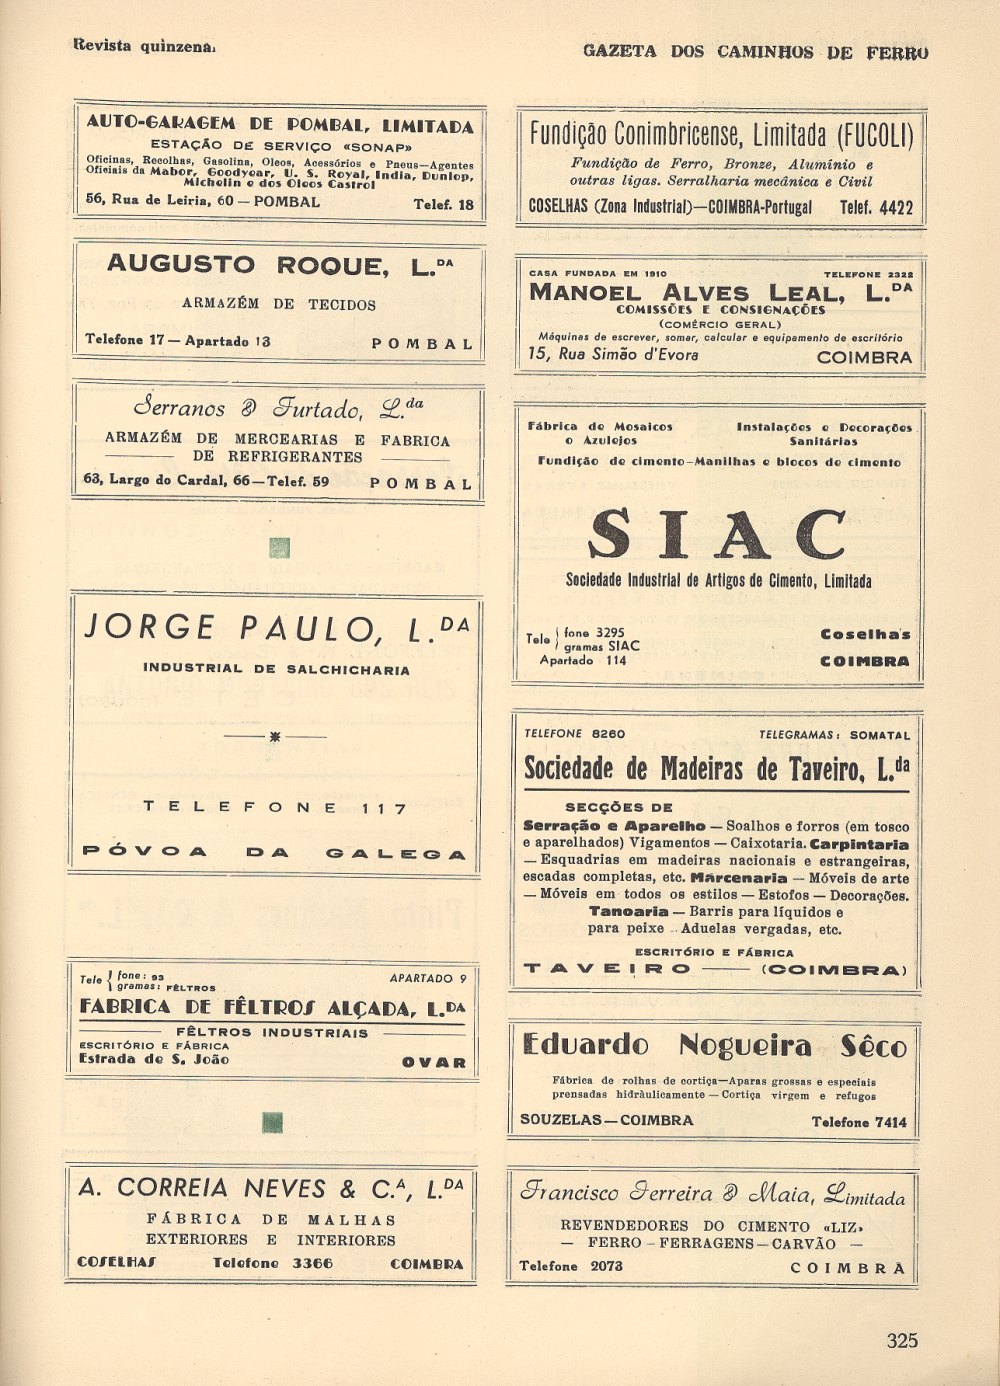 Revista quinzenal
GAZETA DOS CAMINHOS DE FERRO
AUTO-GARAGEM DE POMBAL, LIMITADA
ESTAÇÃO DE SERVIÇO «SONAP»
Oficinas, Recolhas, Gasolina, Oleos, Acessórios e Pneus—Agentes
Oficiais da Mabor, Goodyear, U. S. Royal, India, Dunlop,
Michelin e dos Oleos Castrol
56, Rua de Leiria, 60 — POMBAL Telef. 18
AUGUSTO ROQUE, L.DA
ARMAZÉM DE TECIDOS
Telefone 17 — Apartado 13 POMBAL
Serranos & Furtado, L.da
ARMAZÉM DE MERCEARIAS E FABRICA
DE REFRIGERANTES
63, Largo do Cardal, 66—Telef. 59 POMBAL
JORGE PAULO, L.DA
INDUSTRIAL DE SALCHICHARIA
TELEFONE 117
PÓVOA DA GALEGA
Tele { fone: 93
gramas: FÊLTROS
APARTADO 9
FABRICA DE FÊLTROS ALÇADA, L.DA
FÊLTROS INDUSTRIAIS
ESCRITÓRIO E FÁBRICA
Estrada de S. João OVAR
A. CORREIA NEVES & C.A, L.DA
FÁBRICA DE MALHAS
EXTERIORES E INTERIORES
COSELHAS Telefone 3366 COIMBRA
Fundição Conimbricense, Limitada (FUCOLI)
Fundição de Ferro, Bronze, Alumínio e
outras ligas. Serralharia mecânica e Civil
COSELHAS (Zona Industrial)—COIMBRA-Portugal Telef. 4422
CASA FUNDADA EM 1910 TELEFONE 2322
MANOEL ALVES LEAL, L.DA
COMISSÕES E CONSIGNAÇÕES
(COMÉRCIO GERAL)
Máquinas de escrever, somar, calcular e equipamento de escritório
15, Rua Simão d'Evora COIMBRA
Fábrica de Mosaicos
e Azulejos
Instalações e Decorações
Sanitárias
Fundição de cimento—Manilhas e blocos de cimento
SIAC
Sociedade Industrial de Artigos de Cimento, Limitada
Tele { fone 3295
gramas SIAC
Apartado 114
Coselhas
COIMBRA
TELEFONE 8260 TELEGRAMAS: SOMATAL
Sociedade de Madeiras de Taveiro, L.da
SECÇÕES DE
Serração e Aparelho — Soalhos e forros (em tosco
e aparelhados) Vigamentos — Caixotaria. Carpintaria
— Esquadrias em madeiras nacionais e estrangeiras,
escadas completas, etc. Marcenaria — Móveis de arte
— Móveis em todos os estilos — Estofos — Decorações.
Tanoaria — Barris para líquidos e
para peixe - Aduelas vergadas, etc.
ESCRITÓRIO E FÁBRICA
TAVEIRO — (COIMBRA)
Eduardo Nogueira Sêco
Fábrica de rolhas de cortiça—Aparas grossas e especiais
prensadas hidràulicamente — Cortiça virgem e refugos
SOUZELAS — COIMBRA Telefone 7414
Francisco Ferreira & Maia, Limitada
REVENDEDORES DO CIMENTO «LIZ»
— FERRO — FERRAGENS — CARVÃO —
Telefone 2073 COIMBRA
325